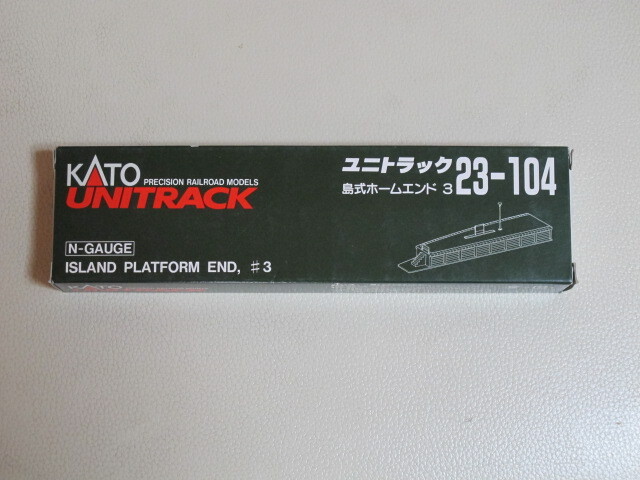 KATO PRECISION RAILROAD MODELS
UNITRACK
N-GAUGE
ISLAND PLATFORM END, #3
ユニトラック
島式ホームエンド 3
23-104